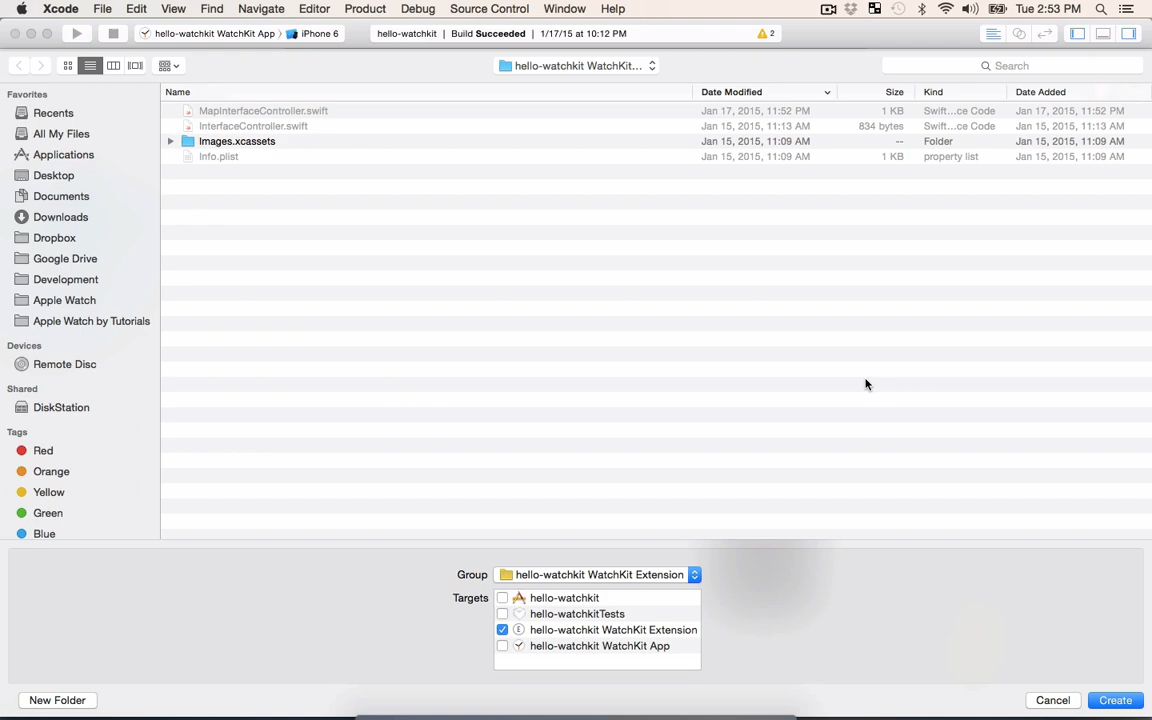 Xcode File Edit View Find Navigate Editor Product Debug Source Control Window Help Tue 2:53 PM
hello-watchkit WatchKit App iPhone 6 hello-watchkit | Build Succeeded | 1/17/15 at 10:12 PM 2
hello-watchkit WatchKit... Search
Favorites
Recents
All My Files
Applications
Desktop
Documents
Downloads
Dropbox
Google Drive
Development
Apple Watch
Apple Watch by Tutorials
Devices
Remote Disc
Shared
DiskStation
Tags
Red
Orange
Yellow
Green
Blue
Name Date Modified Size Kind Date Added
MapInterfaceController.swift Jan 17, 2015, 11:52 PM 1 KB Swift...ce Code Jan 17, 2015, 11:52 PM
InterfaceController.swift Jan 15, 2015, 11:13 AM 834 bytes Swift...ce Code Jan 15, 2015, 11:13 AM
Images.xcassets Jan 15, 2015, 11:09 AM -- Folder Jan 15, 2015, 11:09 AM
Info.plist Jan 15, 2015, 11:09 AM 1 KB property list Jan 15, 2015, 11:09 AM
Group hello-watchkit WatchKit Extension
Targets hello-watchkit
hello-watchkitTests
E hello-watchkit WatchKit Extension
hello-watchkit WatchKit App
New Folder Cancel Create